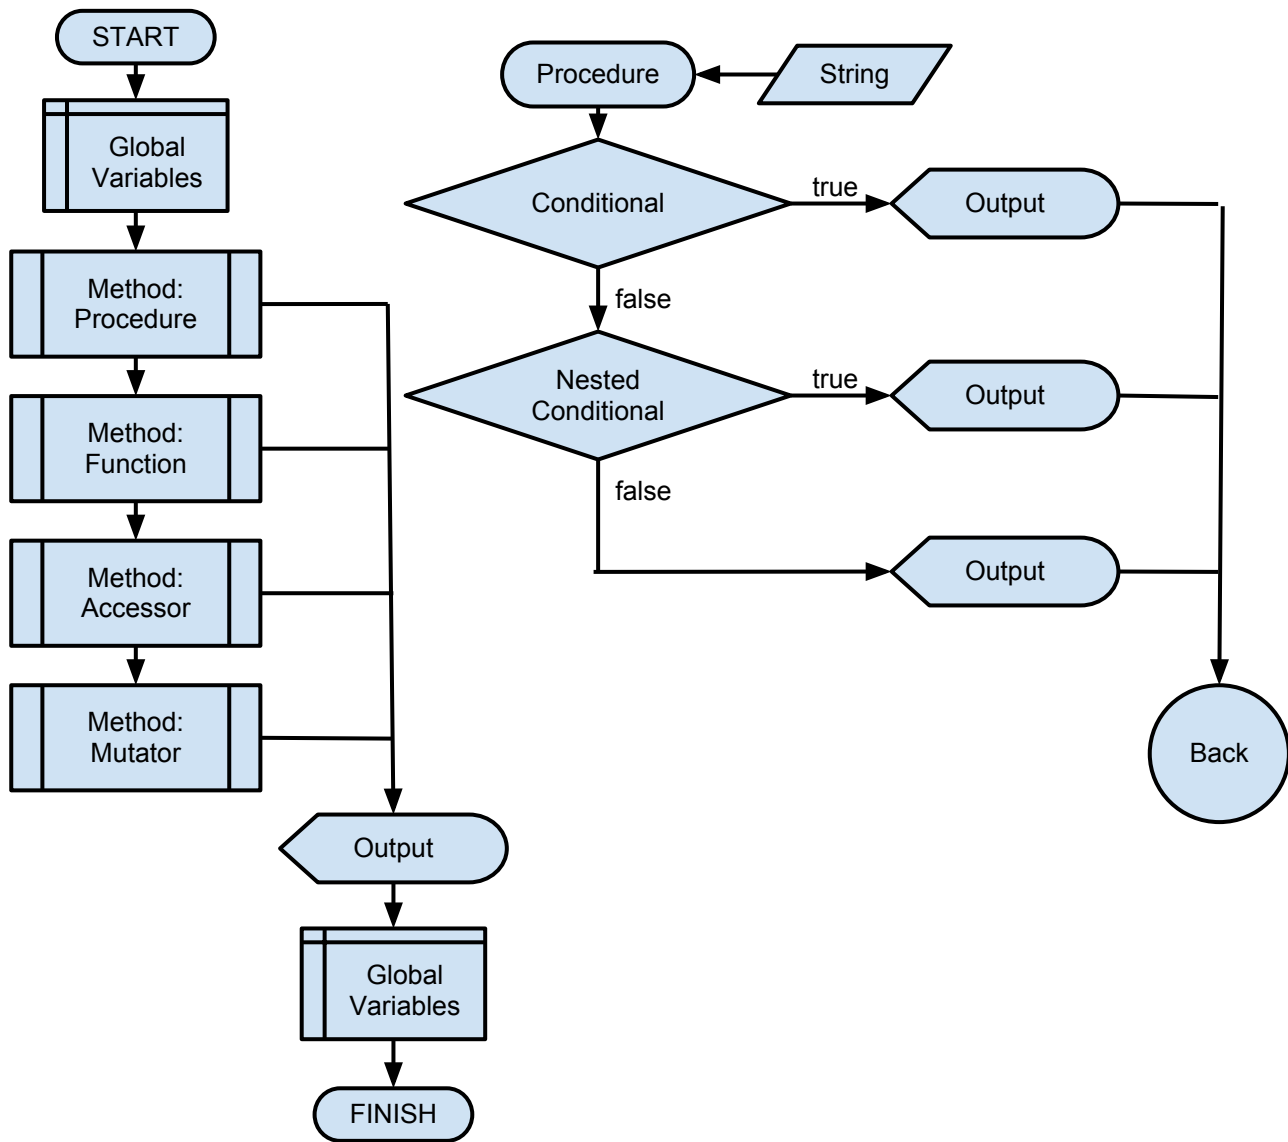 START
Global
Variables
Method:
Procedure
Method:
Function
Method:
Accessor
Method:
Mutator
Output
Global
Variables
FINISH
Procedure
String
Conditional
true
Output
false
Nested
Conditional
true
Output
false
Output
Back